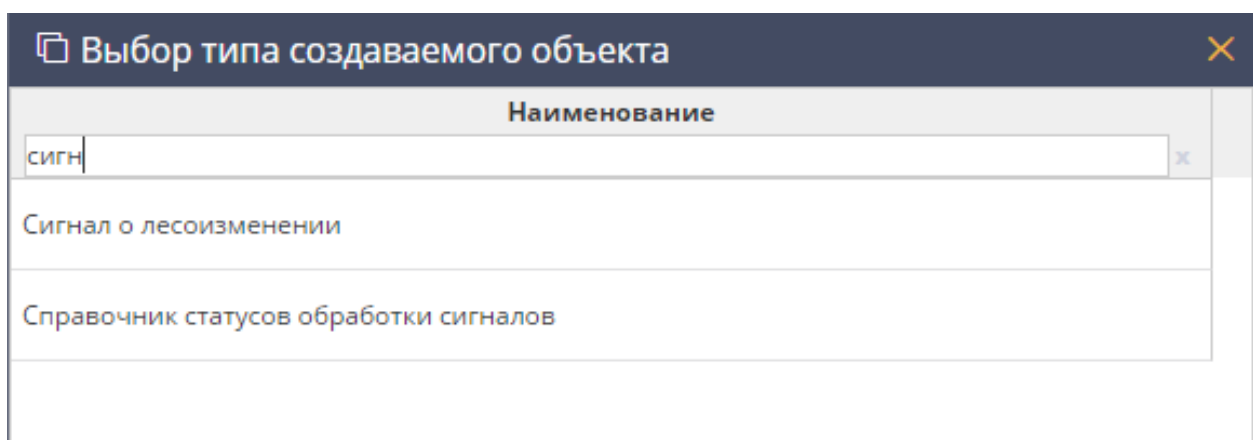 Выбор типа создаваемого объекта
Наименование
сигн
x
Сигнал о лесоизменении
Справочник статусов обработки сигналов